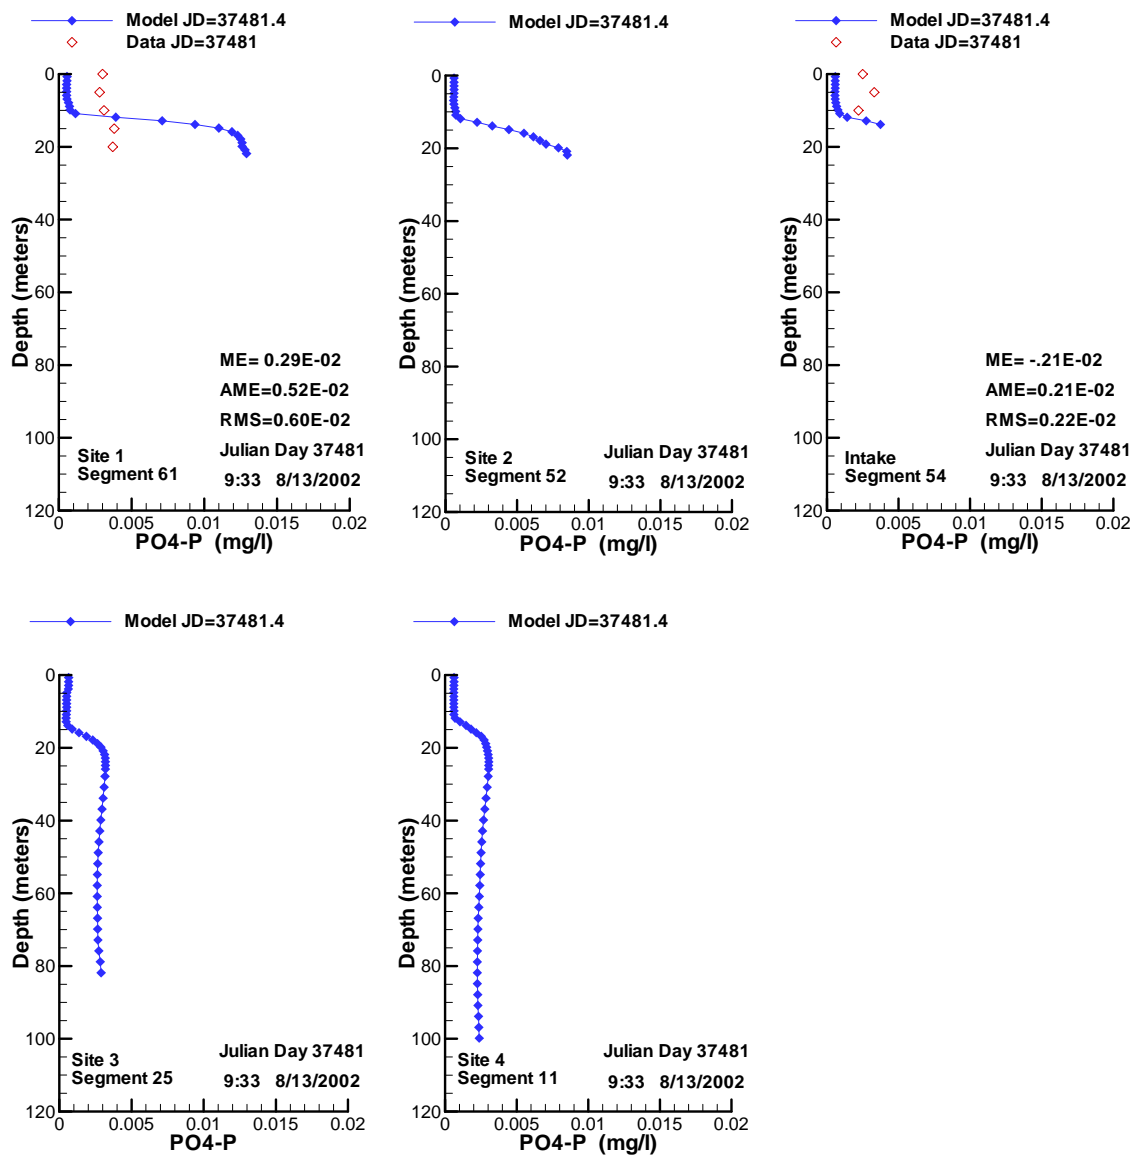 Model JD=37481.4
Data JD=37481
0
20
40
60
80
100
120
Depth (meters)
ME= 0.29E-02
AME=0.52E-02
RMS=0.60E-02
Site 1
Segment 61
Julian Day 37481
9:33 8/13/2002
0 0.005 0.01 0.015 0.02
PO4-P (mg/l)
Model JD=37481.4
0
20
40
60
80
100
120
Depth (meters)
Site 2
Segment 52
Julian Day 37481
9:33 8/13/2002
0 0.005 0.01 0.015 0.02
PO4-P (mg/l)
Model JD=37481.4
Data JD=37481
0
20
40
60
80
100
120
Depth (meters)
ME= -.21E-02
AME=0.21E-02
RMS=0.22E-02
Intake
Segment 54
Julian Day 37481
9:33 8/13/2002
0 0.005 0.01 0.015 0.02
PO4-P (mg/l)
Model JD=37481.4
0
20
40
60
80
100
120
Depth (meters)
Site 3
Segment 25
Julian Day 37481
9:33 8/13/2002
0 0.005 0.01 0.015 0.02
PO4-P
Model JD=37481.4
0
20
40
60
80
100
120
Depth (meters)
Site 4
Segment 11
Julian Day 37481
9:33 8/13/2002
0 0.005 0.01 0.015 0.02
PO4-P (mg/l)